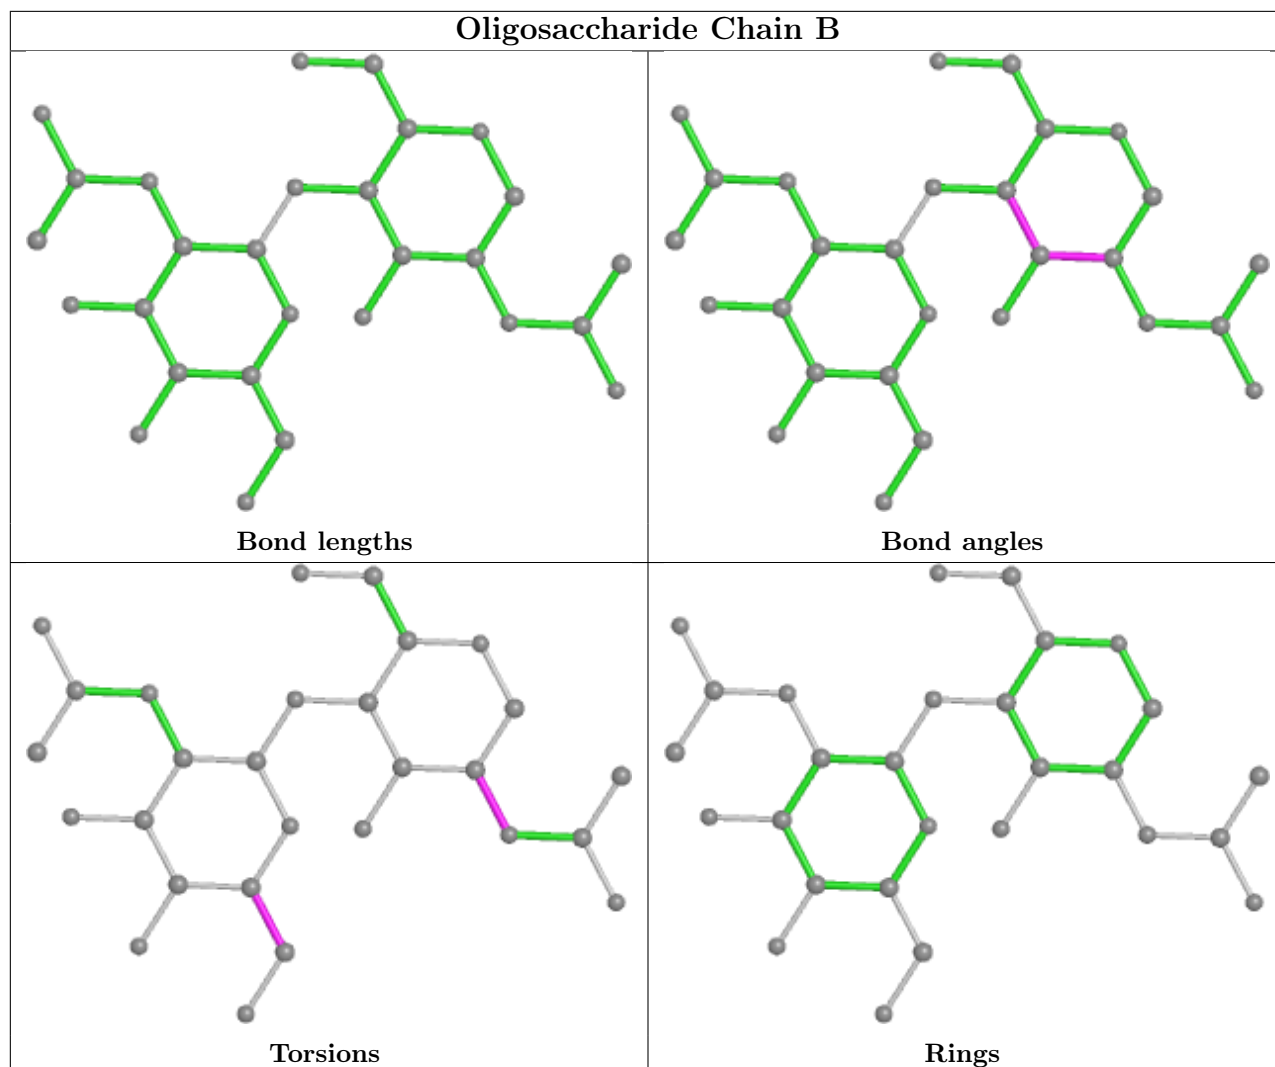 Oligosaccharide Chain B
Bond lengths
Bond angles
Torsions
Rings